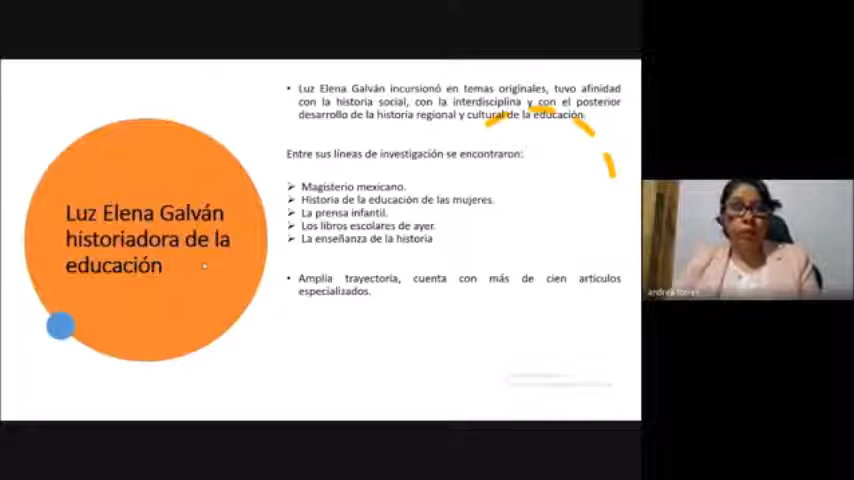 Luz Elena Galván
historiadora de la
educación
• Luz Elena Galván incursionó en temas originales, tuvo afinidad
con la historia social, con la interdisciplina y con el posterior
desarrollo de la historia regional y cultural de la educación.
Entre sus líneas de investigación se encontraron:
➢ Magisterio mexicano.
➢ Historia de la educación de las mujeres.
➢ La prensa infantil.
➢ Los libros escolares de ayer.
➢ La enseñanza de la historia
• Amplia trayectoria, cuenta con más de cien artículos
especializados.
andrea torres